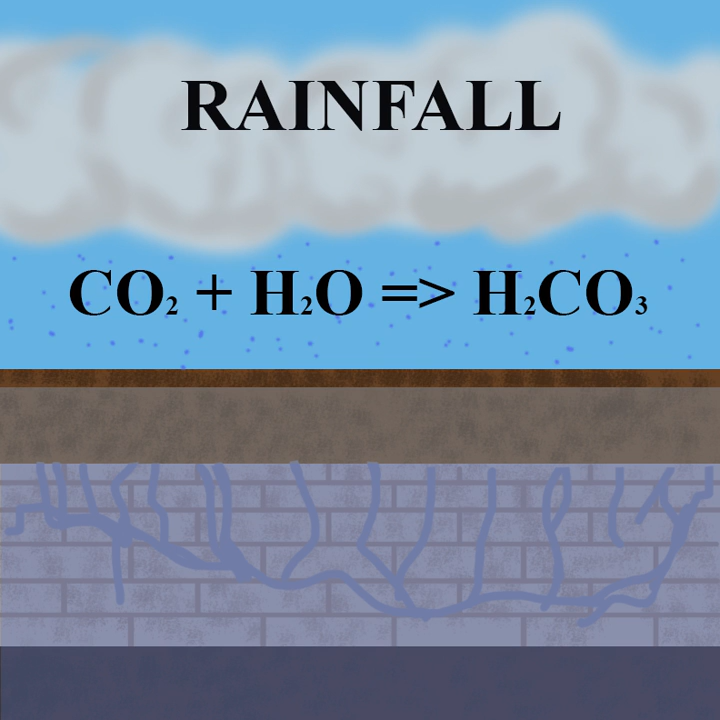 RAINFALL
CO₂ + H₂O => H₂CO₃